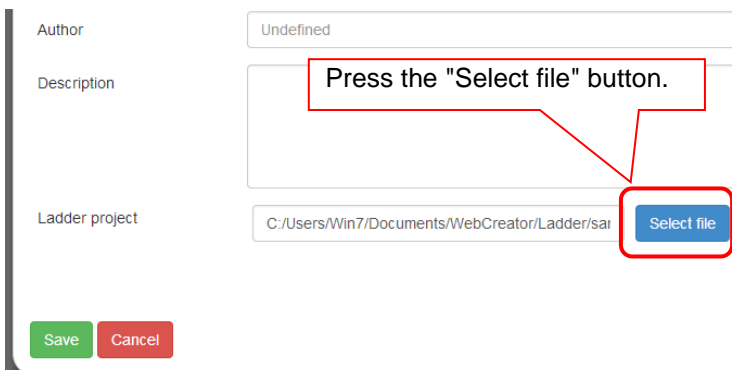 Author
Undefined
Description
Press the "Select file" button.
Ladder project
C:/Users/Win7/Documents/WebCreator/Ladder/sar
Select file
Save
Cancel